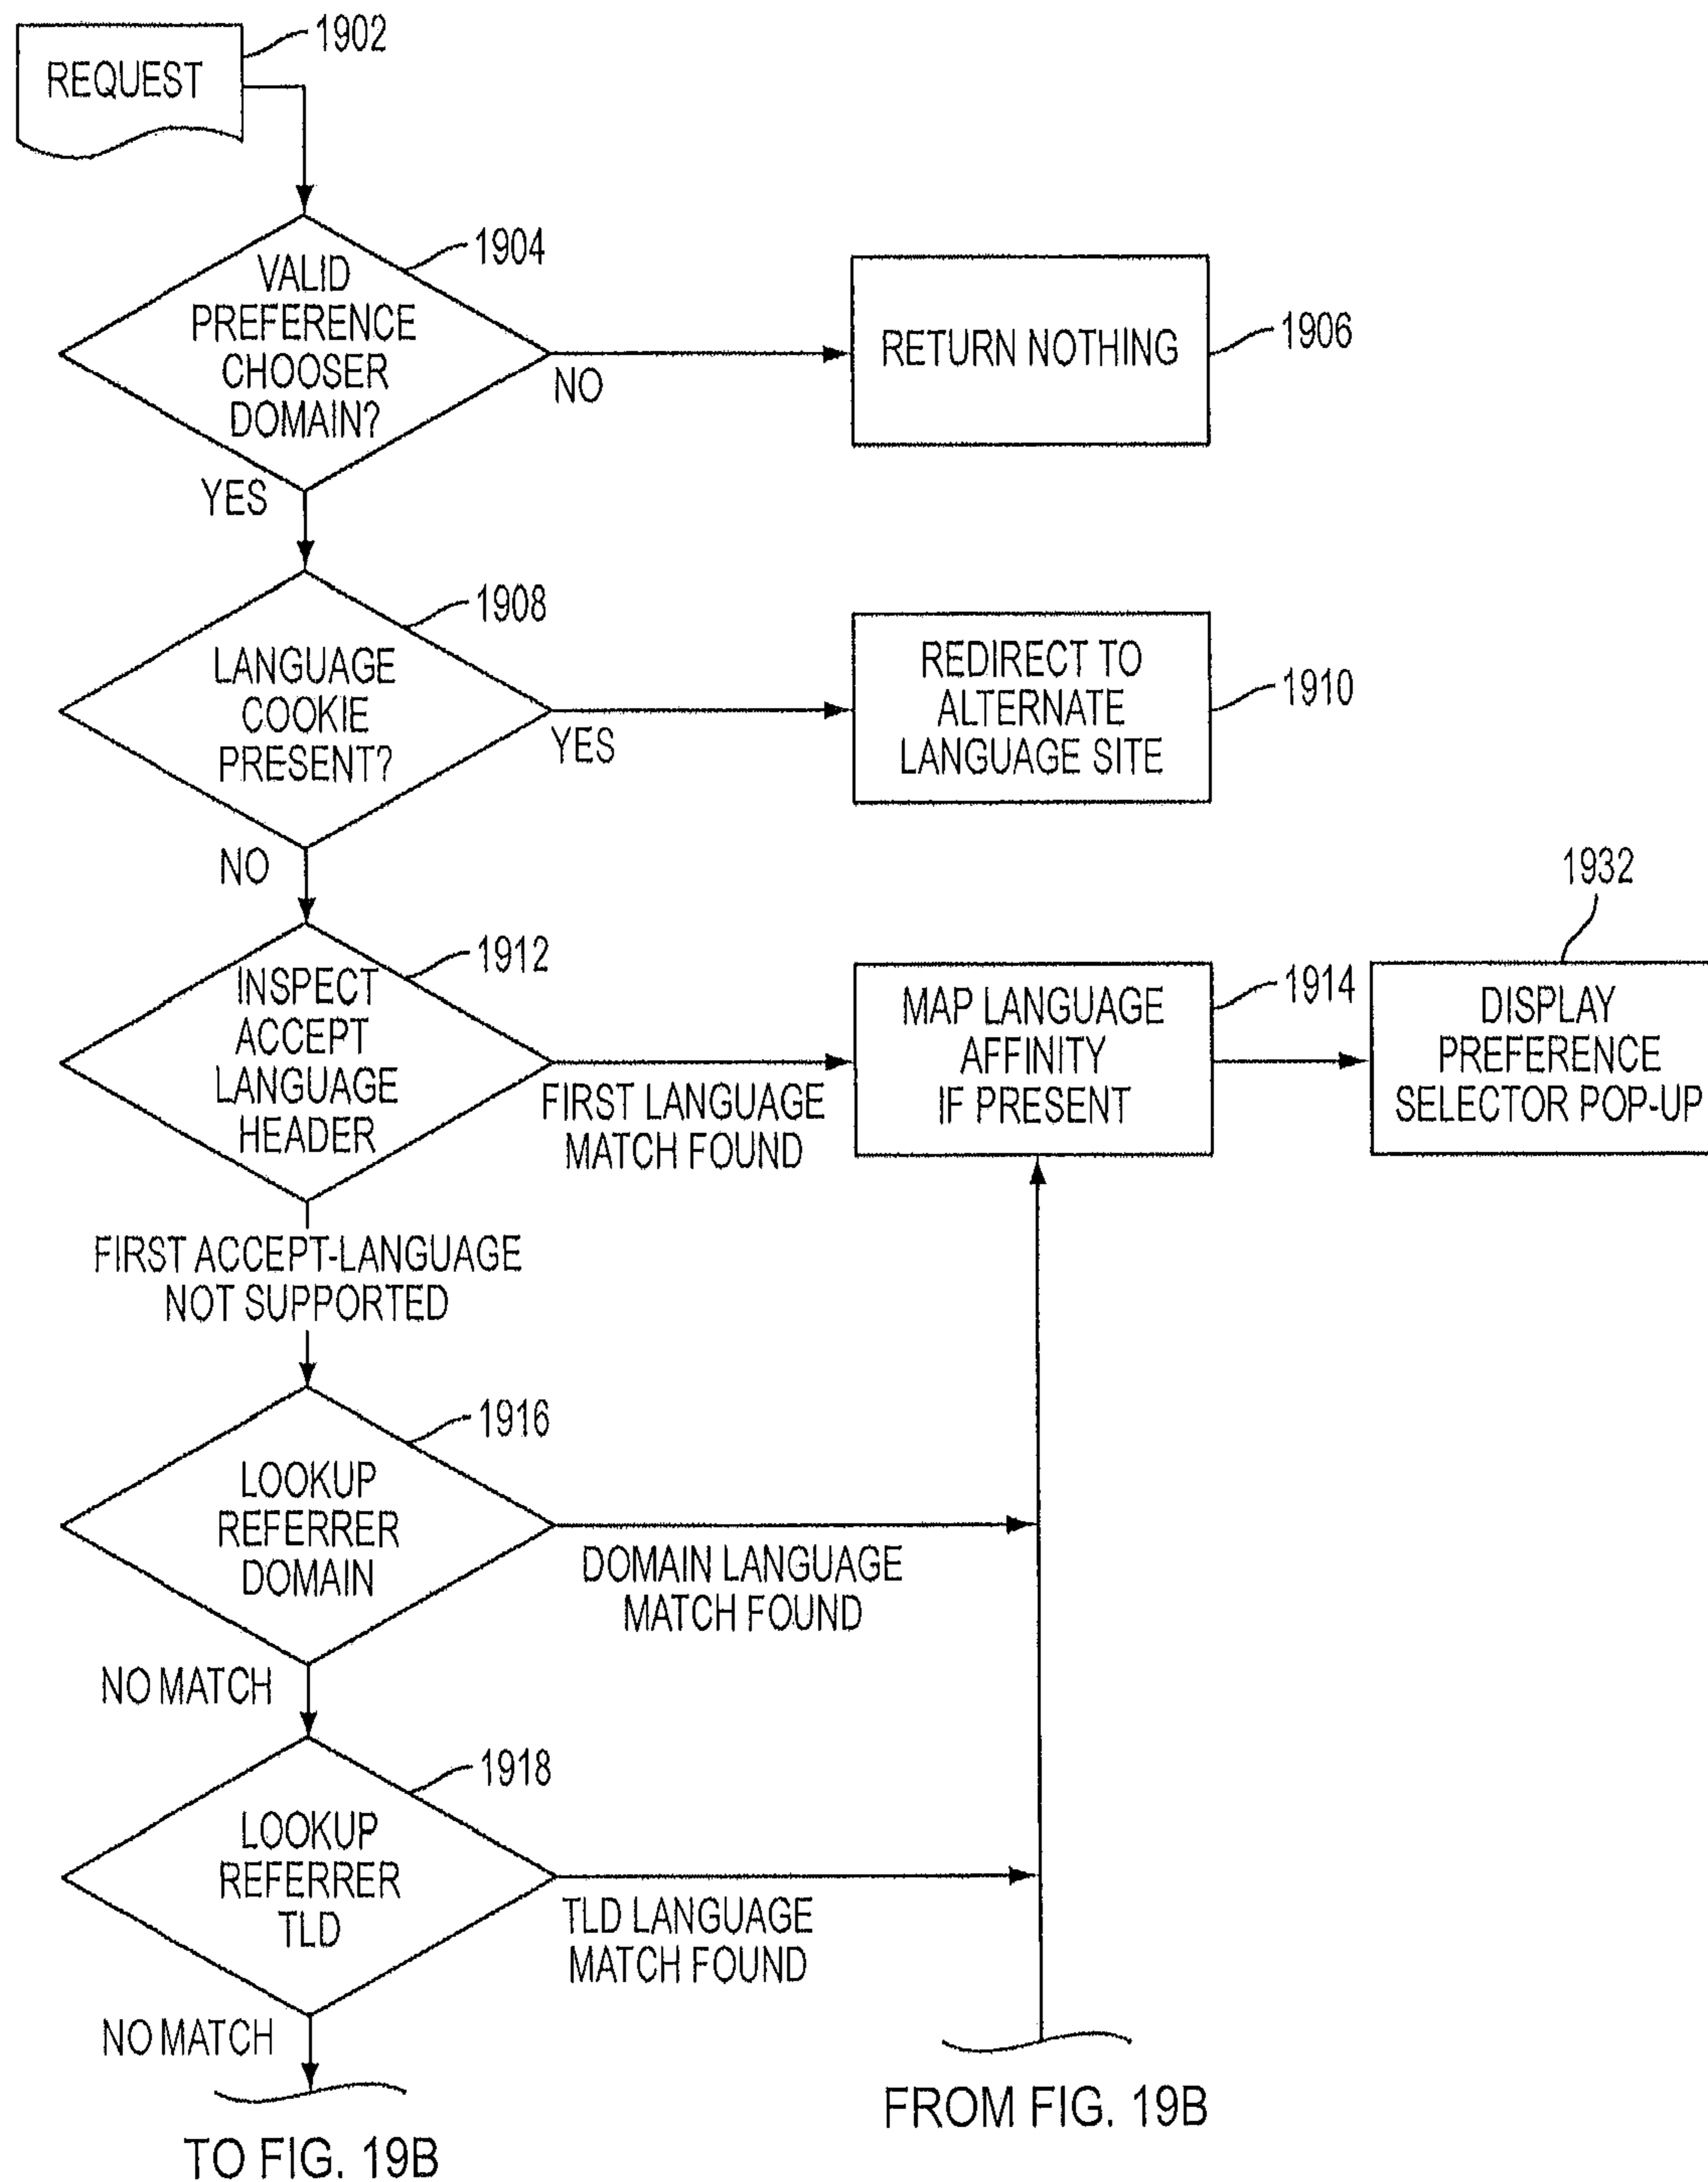 1902
REQUEST
1904
VALID
PREFERENCE
CHOOSER
DOMAIN?
NO
YES
RETURN NOTHING
1906
1908
LANGUAGE
COOKIE
PRESENT?
YES
NO
REDIRECT TO
ALTERNATE
LANGUAGE SITE
1910
1912
INSPECT
ACCEPT
LANGUAGE
HEADER
FIRST LANGUAGE
MATCH FOUND
MAP LANGUAGE
AFFINITY
IF PRESENT
1914
1932
DISPLAY
PREFERENCE
SELECTOR POP-UP
FIRST ACCEPT-LANGUAGE
NOT SUPPORTED
1916
LOOKUP
REFERRER
DOMAIN
DOMAIN LANGUAGE
MATCH FOUND
NO MATCH
1918
LOOKUP
REFERRER
TLD
TLD LANGUAGE
MATCH FOUND
NO MATCH
TO FIG. 19B
FROM FIG. 19B